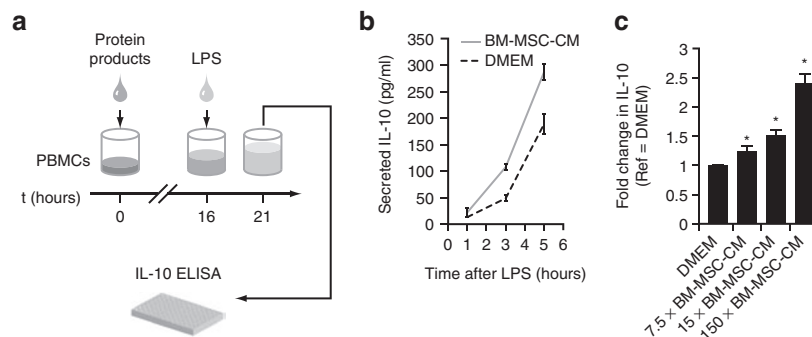 a
Protein
products
LPS
PBMCs
t (hours)
0
16
21
IL-10 ELISA
b
Secreted IL-10 (pg/ml)
350
300
250
200
150
100
50
0
BM-MSC-CM
DMEM
0 1 2 3 4 5 6
Time after LPS (hours)
c
Fold change in IL-10
(Ref = DMEM)
3
2.5
2
1.5
1
0.5
0
*
*
*
DMEM
7.5 × BM-MSC-CM
15 × BM-MSC-CM
150 × BM-MSC-CM